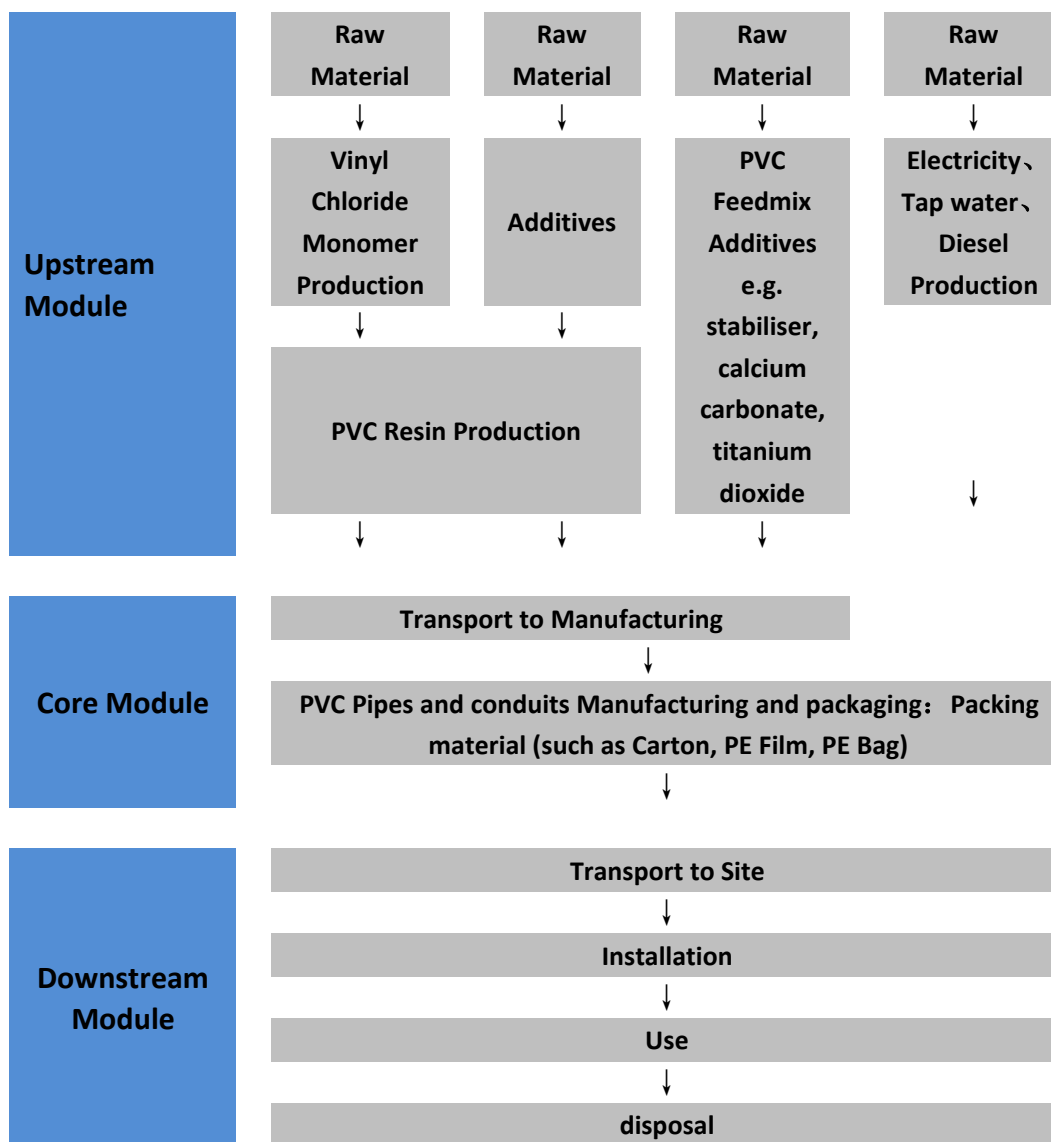 Upstream
Module
Raw
Material
Raw
Material
Raw
Material
Raw
Material
↓
↓
↓
↓
Vinyl
Chloride
Monomer
Production
Additives
PVC
Feedmix
Additives
e.g.
stabiliser,
calcium
carbonate,
titanium
dioxide
Electricity、
Tap water、
Diesel
Production
↓
↓
PVC Resin Production
↓
↓
↓
↓
Core Module
Transport to Manufacturing
↓
PVC Pipes and conduits Manufacturing and packaging： Packing
material (such as Carton, PE Film, PE Bag)
↓
Downstream
Module
Transport to Site
↓
Installation
↓
Use
↓
disposal